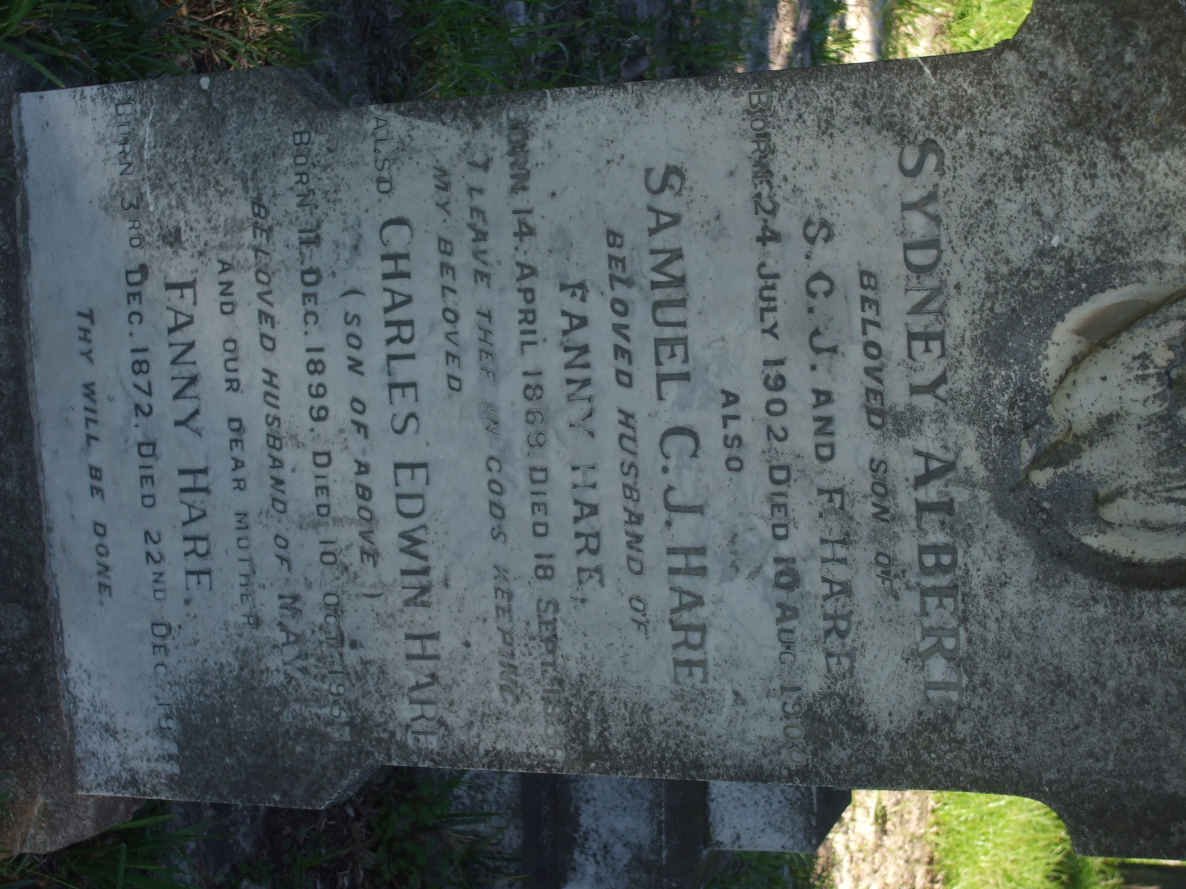 SYDNEY ALBERT
BELOVED SON OF
S. C. J. AND F. HARE
BORN 24 JULY 1902. DIED 10 AUG.
ALSO
SAMUEL C. J. HARE
BELOVED HUSBAND OF
FANNY HARE,
BORN 14. APRIL 1869. DIED 18 SEPT.
I LEAVE THEE IN GODS KEEPING
MY BELOVED
ALSO CHARLES EDWIN HARE
(SON OF ABOVE)
BORN 11. DEC. 1899. DIED 10 OCT.
BELOVED HUSBAND OF MAY
AND OUR DEAR MOTHER
FANNY HARE.
BORN 3RD DEC. 1872. DIED 22ND DEC.
THY WILL BE DONE.